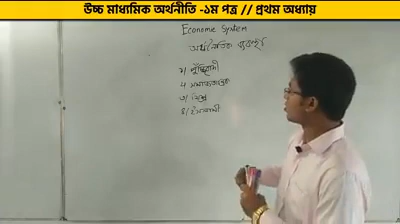 উচ্চ মাধ্যমিক অর্থনীতি -১ম পত্র // প্রথম অধ্যায়
Econome System
অর্থনৈতিক ব্যবস্থা
১/ পুঁজিবাদী
২/ সমাজতান্ত্রিক
৩/ মিশ্র
৪/ ইসলামী